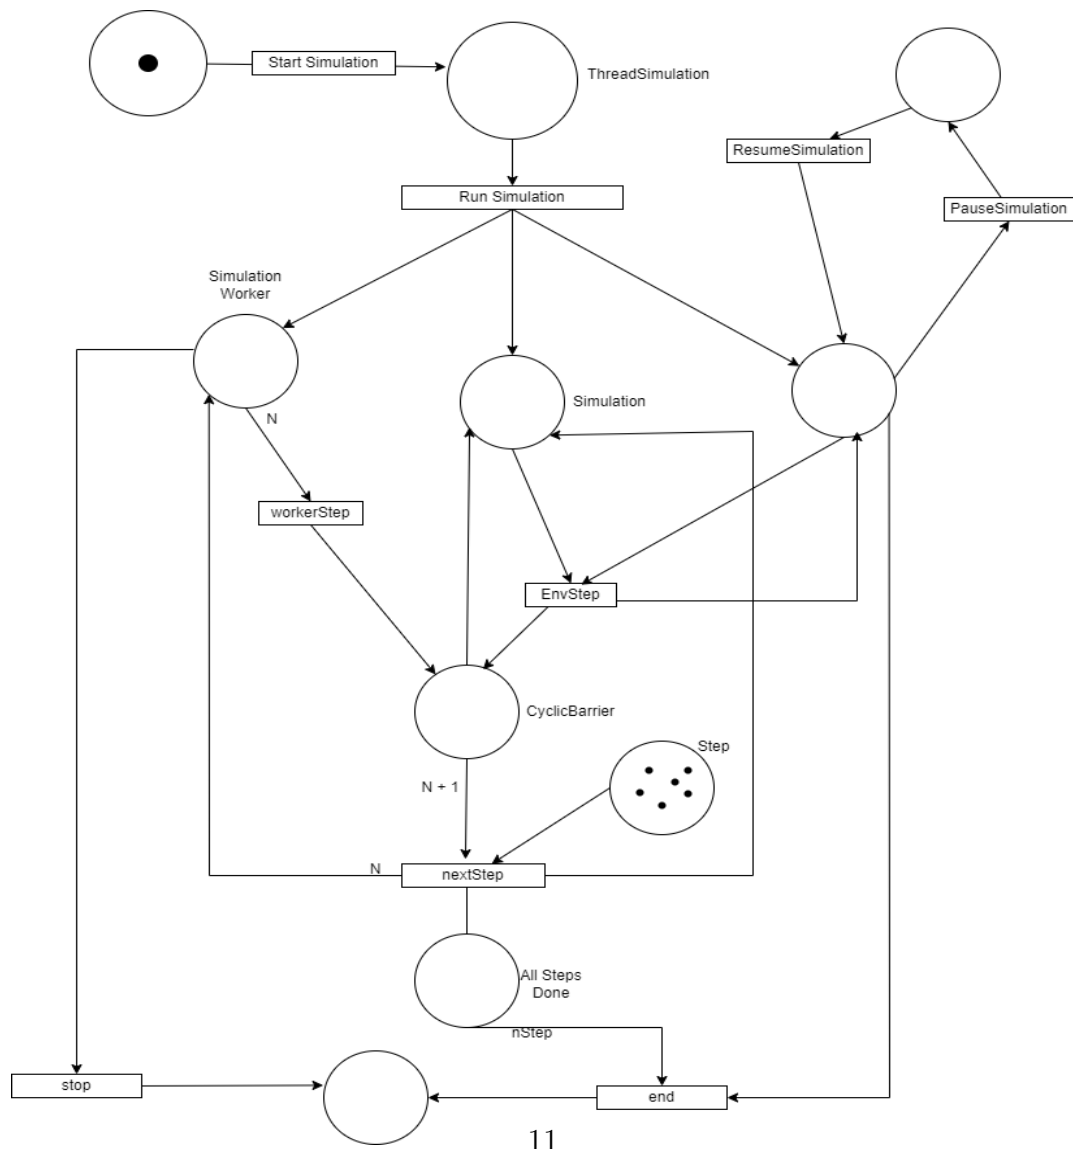 Start Simulation
ThreadSimulation
ResumeSimulation
Run Simulation
PauseSimulation
Simulation
Worker
Simulation
N
workerStep
EnvStep
CyclicBarrier
Step
N + 1
N
nextStep
All Steps
Done
nStep
stop
end
11